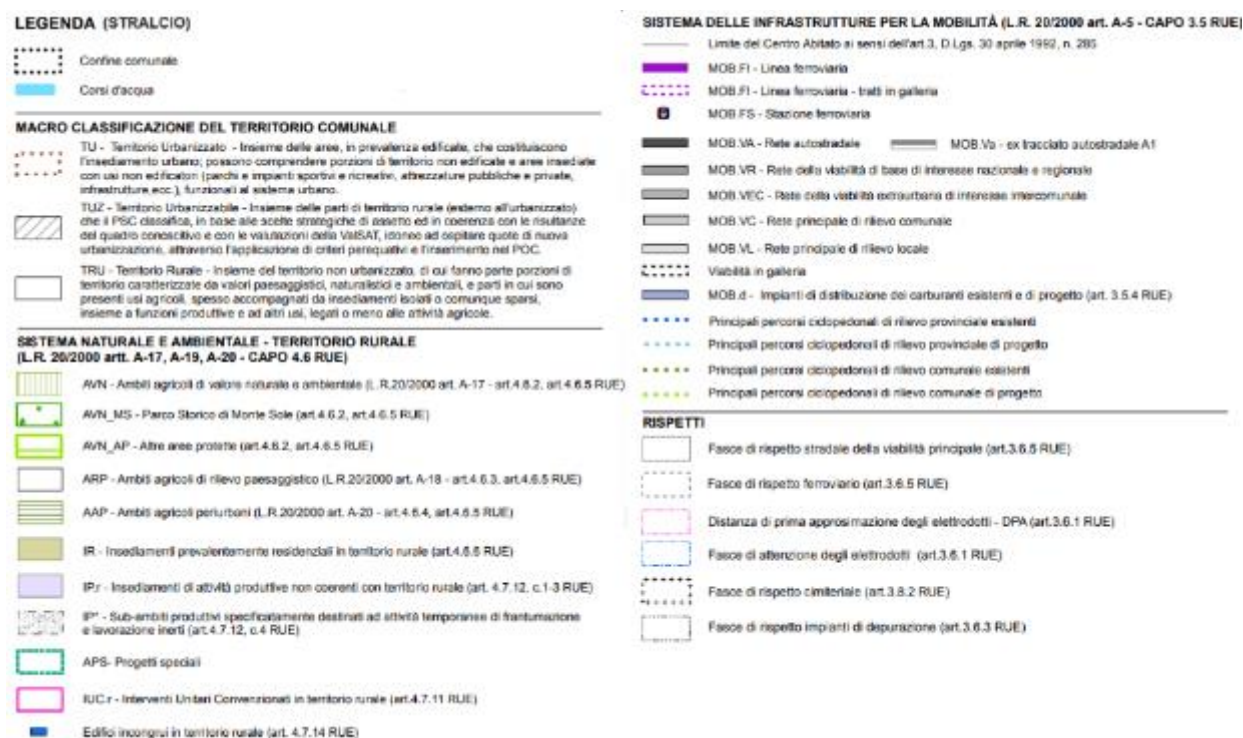 LEGENDA (STRALCIO)
Confine comunale
Corsi d'acqua
MACRO CLASSIFICAZIONE DEL TERRITORIO COMUNALE
TU - Territorio Urbanizzato - Insieme delle aree, in prevalenza edificate, che costituiscono
l'insediamento urbano; possono comprendere porzioni di territorio non edificate e aree insediate
con usi non edificatori (parchi e impianti sportivi e ricreativi, attrezzature pubbliche e private,
infrastrutture, ecc.), funzionali al sistema urbano.
TUZ - Territorio Urbanizzabile - Insieme delle parti di territorio rurale (esterno all'urbanizzato)
che il PSC classifica, in base alle scelte strategiche di assetto ed in coerenza con le risultanze
del quadro conoscitivo e con le valutazioni della ValSAT, idonee ad ospitare quote di nuova
urbanizzazione, attraverso l'applicazione di criteri perequativi e l'inserimento nel POC.
TRU - Territorio Rurale - Insieme del territorio non urbanizzato, di cui fanno parte porzioni di
territorio caratterizzate da valori paesaggistici, naturalistici e ambientali, e parti in cui sono
presenti usi agricoli, spesso accompagnati da insediamenti isolati o comunque sparsi,
insieme a funzioni produttive e ad altri usi, legati o meno alle attività agricole.
SISTEMA NATURALE E AMBIENTALE - TERRITORIO RURALE
(L.R. 20/2000 artt. A-17, A-19, A-20 - CAPO 4.6 RUE)
AVN - Ambiti agricoli di valore naturale e ambientale (L.R.20/2000 art. A-17 - art.4.6.2, art.4.6.5 RUE)
AVN_MS - Parco Storico di Monte Sole (art.4.6.2, art.4.6.5 RUE)
AVN_AP - Altre aree protette (art.4.6.2, art.4.6.5 RUE)
ARP - Ambiti agricoli di rilievo paesaggistico (L.R.20/2000 art. A-18 - art.4.6.3, art.4.6.5 RUE)
AAP - Ambiti agricoli periurbani (L.R.20/2000 art. A-20 - art.4.6.4, art.4.6.5 RUE)
IR - Insediamenti prevalentemente residenziali in territorio rurale (art.4.6.6 RUE)
IP.r - Insediamenti di attività produttive non coerenti con territorio rurale (art. 4.7.12, c.1-3 RUE)
IP* - Sub-ambiti produttivi specificatamente destinati ad attività temporanee di frantumazione
e lavorazione inerti (art.4.7.12, c.4 RUE)
APS- Progetti speciali
IUC.r - Interventi Unitari Convenzionati in territorio rurale (art.4.7.11 RUE)
Edifici incongrui in territorio rurale (art. 4.7.14 RUE)
SISTEMA DELLE INFRASTRUTTURE PER LA MOBILITÀ (L.R. 20/2000 art. A-5 - CAPO 3.5 RUE)
Limite del Centro Abitato ai sensi dell'art.3, D.Lgs. 30 aprile 1992, n. 285
MOB.FI - Linea ferroviaria
MOB.FI - Linea ferroviaria - tratti in galleria
MOB.FS - Stazione ferroviaria
MOB.VA - Rete autostradale
MOB.Va - ex tracciato autostradale A1
MOB.VR - Rete della viabilità di base di interesse nazionale e regionale
MOB.VEC - Rete della viabilità extraurbana di interesse intercomunale
MOB.VC - Rete principale di rilievo comunale
MOB.VL - Rete principale di rilievo locale
Viabilità in galleria
MOB.d - Impianti di distribuzione dei carburanti esistenti e di progetto (art. 3.5.4 RUE)
Principali percorsi ciclopedonali di rilievo provinciale esistenti
Principali percorsi ciclopedonali di rilievo provinciale di progetto
Principali percorsi ciclopedonali di rilievo comunale esistenti
Principali percorsi ciclopedonali di rilievo comunale di progetto
RISPETTI
Fasce di rispetto stradale della viabilità principale (art.3.6.5 RUE)
Fasce di rispetto ferroviario (art.3.6.5 RUE)
Distanza di prima approssimazione degli elettrodotti - DPA (art.3.6.1 RUE)
Fasce di attenzione degli elettrodotti (art.3.6.1 RUE)
Fasce di rispetto cimiteriale (art.3.8.2 RUE)
Fasce di rispetto impianti di depurazione (art.3.6.3 RUE)